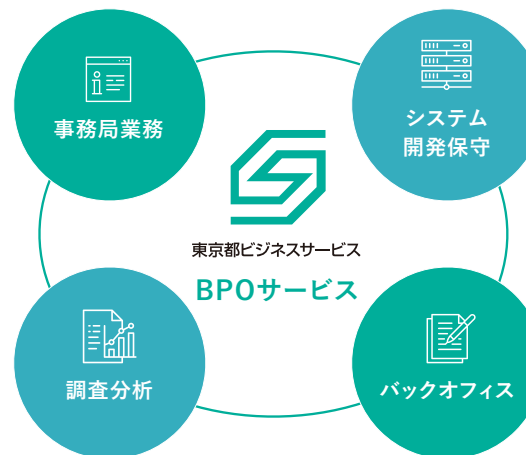 事務局業務
システム
開発保守
東京都ビジネスサービス
BPOサービス
調査分析
バックオフィス